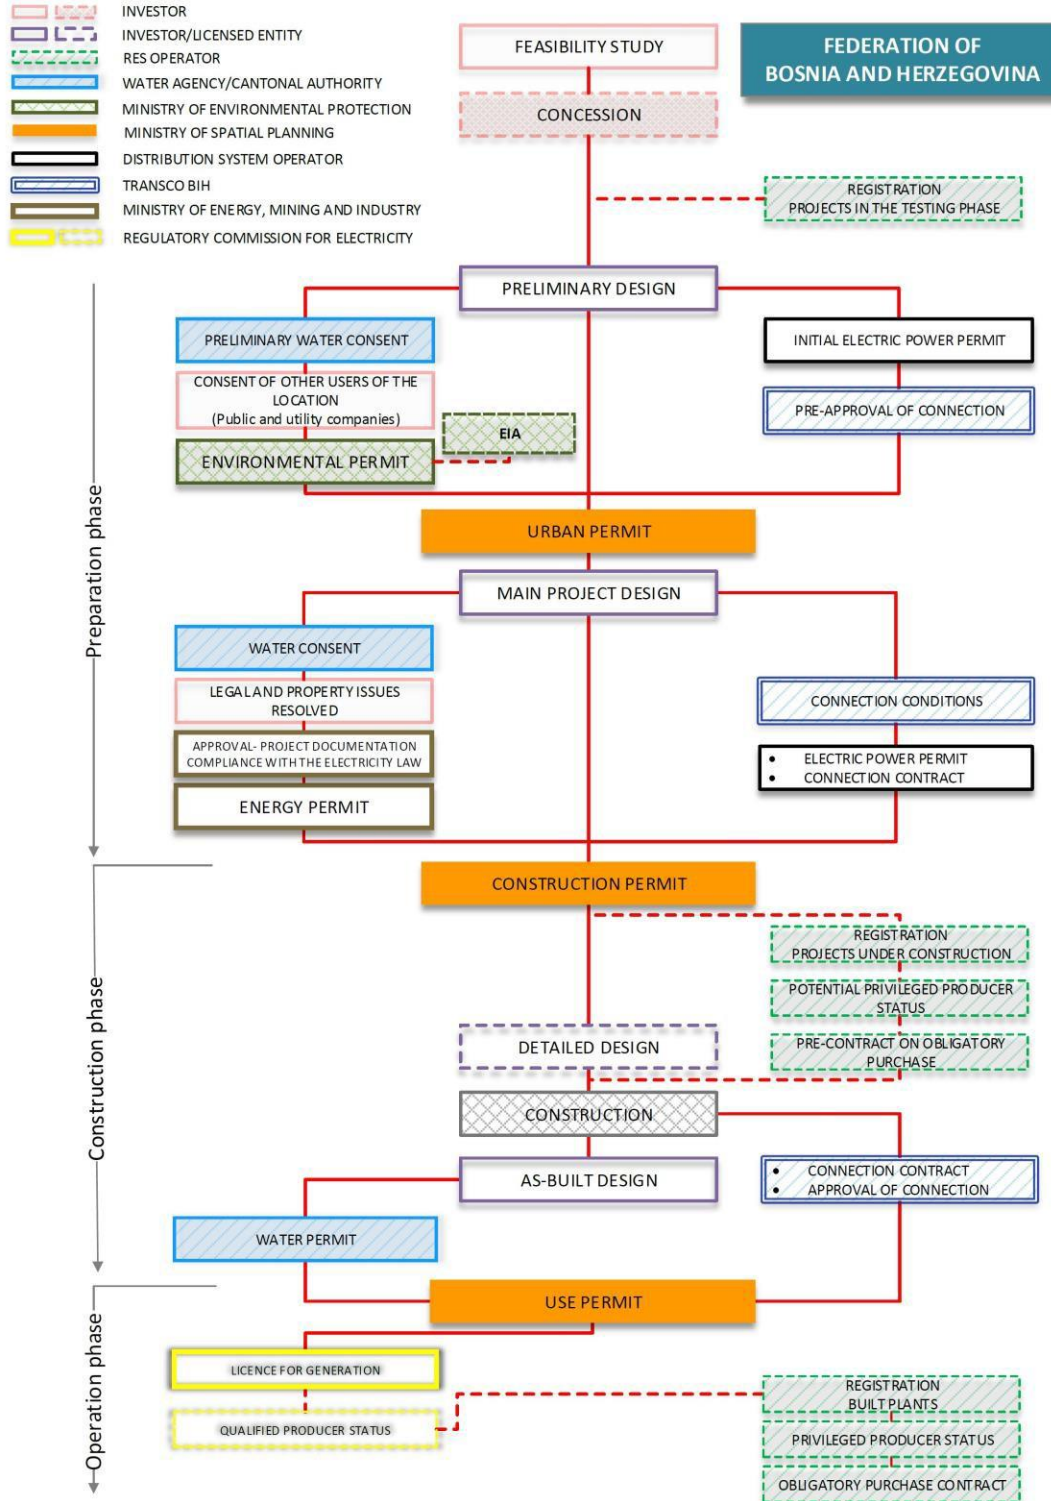 INVESTOR
INVESTOR/LICENSED ENTITY
RES OPERATOR
WATER AGENCY/CANTONAL AUTHORITY
MINISTRY OF ENVIRONMENTAL PROTECTION
MINISTRY OF SPATIAL PLANNING
DISTRIBUTION SYSTEM OPERATOR
TRANSCO BIH
MINISTRY OF ENERGY, MINING AND INDUSTRY
REGULATORY COMMISSION FOR ELECTRICITY
FEDERATION OF
BOSNIA AND HERZEGOVINA
FEASIBILITY STUDY
CONCESSION
REGISTRATION
PROJECTS IN THE TESTING PHASE
Preparation phase
PRELIMINARY DESIGN
PRELIMINARY WATER CONSENT
CONSENT OF OTHER USERS OF THE
LOCATION
(Public and utility companies)
EIA
ENVIRONMENTAL PERMIT
INITIAL ELECTRIC POWER PERMIT
PRE-APPROVAL OF CONNECTION
URBAN PERMIT
MAIN PROJECT DESIGN
WATER CONSENT
LEGAL AND PROPERTY ISSUES
RESOLVED
APPROVAL- PROJECT DOCUMENTATION
COMPLIANCE WITH THE ELECTRICITY LAW
ENERGY PERMIT
CONNECTION CONDITIONS
• ELECTRIC POWER PERMIT
• CONNECTION CONTRACT
Construction phase
CONSTRUCTION PERMIT
REGISTRATION
PROJECTS UNDER CONSTRUCTION
POTENTIAL PRIVILEGED PRODUCER
STATUS
PRE-CONTRACT ON OBLIGATORY
PURCHASE
DETAILED DESIGN
CONSTRUCTION
AS-BUILT DESIGN
• CONNECTION CONTRACT
• APPROVAL OF CONNECTION
WATER PERMIT
Operation phase
USE PERMIT
LICENCE FOR GENERATION
QUALIFIED PRODUCER STATUS
REGISTRATION
BUILT PLANTS
PRIVILEGED PRODUCER STATUS
OBLIGATORY PURCHASE CONTRACT